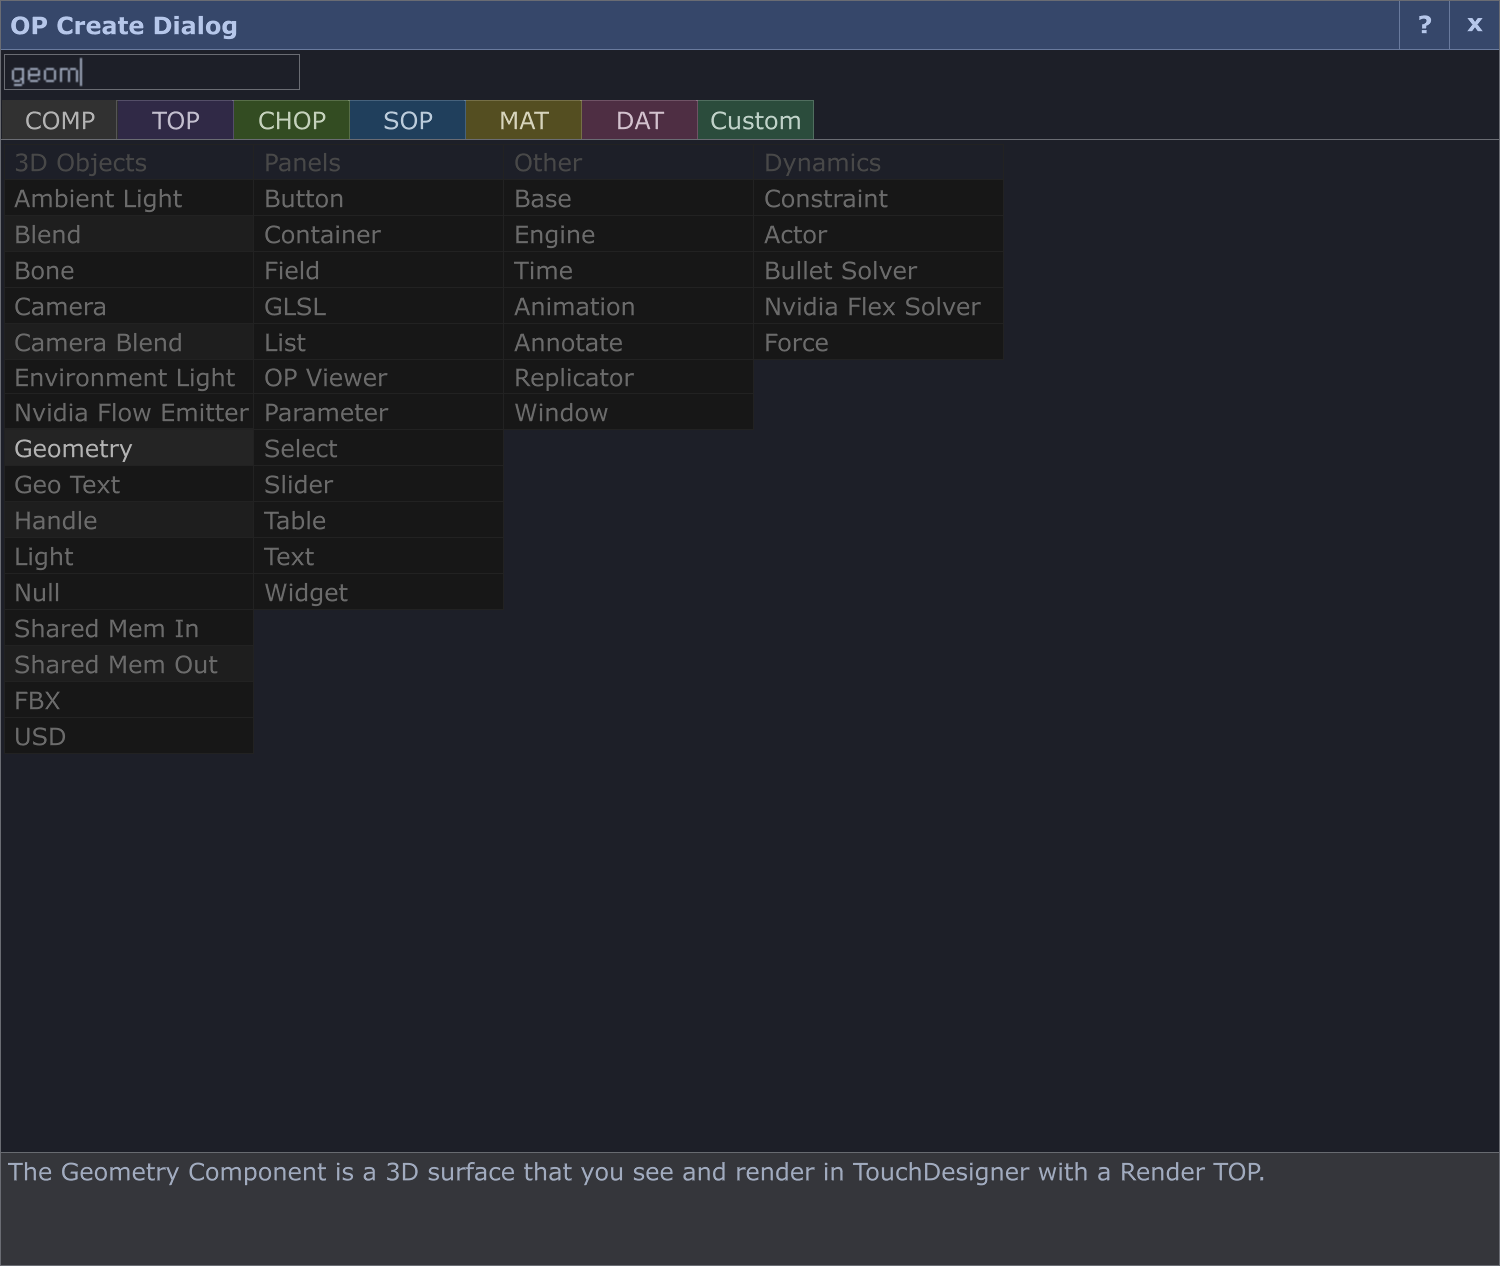 OP Create Dialog ? x
geom
COMP TOP CHOP SOP MAT DAT Custom
3D Objects Panels Other Dynamics
Ambient Light Button Base Constraint
Blend Container Engine Actor
Bone Field Time Bullet Solver
Camera GLSL Animation Nvidia Flex Solver
Camera Blend List Annotate Force
Environment Light OP Viewer Replicator
Nvidia Flow Emitter Parameter Window
Geometry Select
Geo Text Slider
Handle Table
Light Text
Null Widget
Shared Mem In
Shared Mem Out
FBX
USD
The Geometry Component is a 3D surface that you see and render in TouchDesigner with a Render TOP.